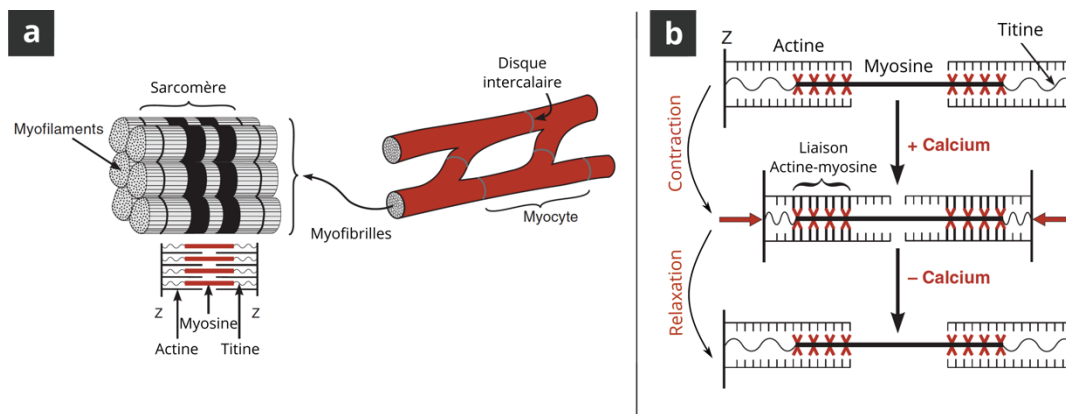 a
Sarcomère
Myofilaments
Disque
intercalaire
Myocyte
Myofibrilles
Z
Myosine
Z
Actine
Titine
b
Z
Actine
Titine
Myosine
Contraction
+ Calcium
Liaison
Actine-myosine
Relaxation
– Calcium